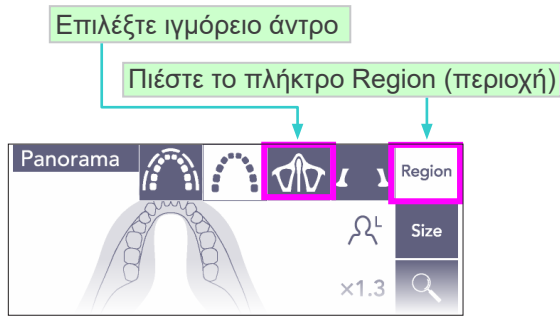 Επιλέξτε ιγμόρειο άντρο
Πιέστε το πλήκτρο Region (περιοχή)
Panorama
Region
L
Size
×1.3